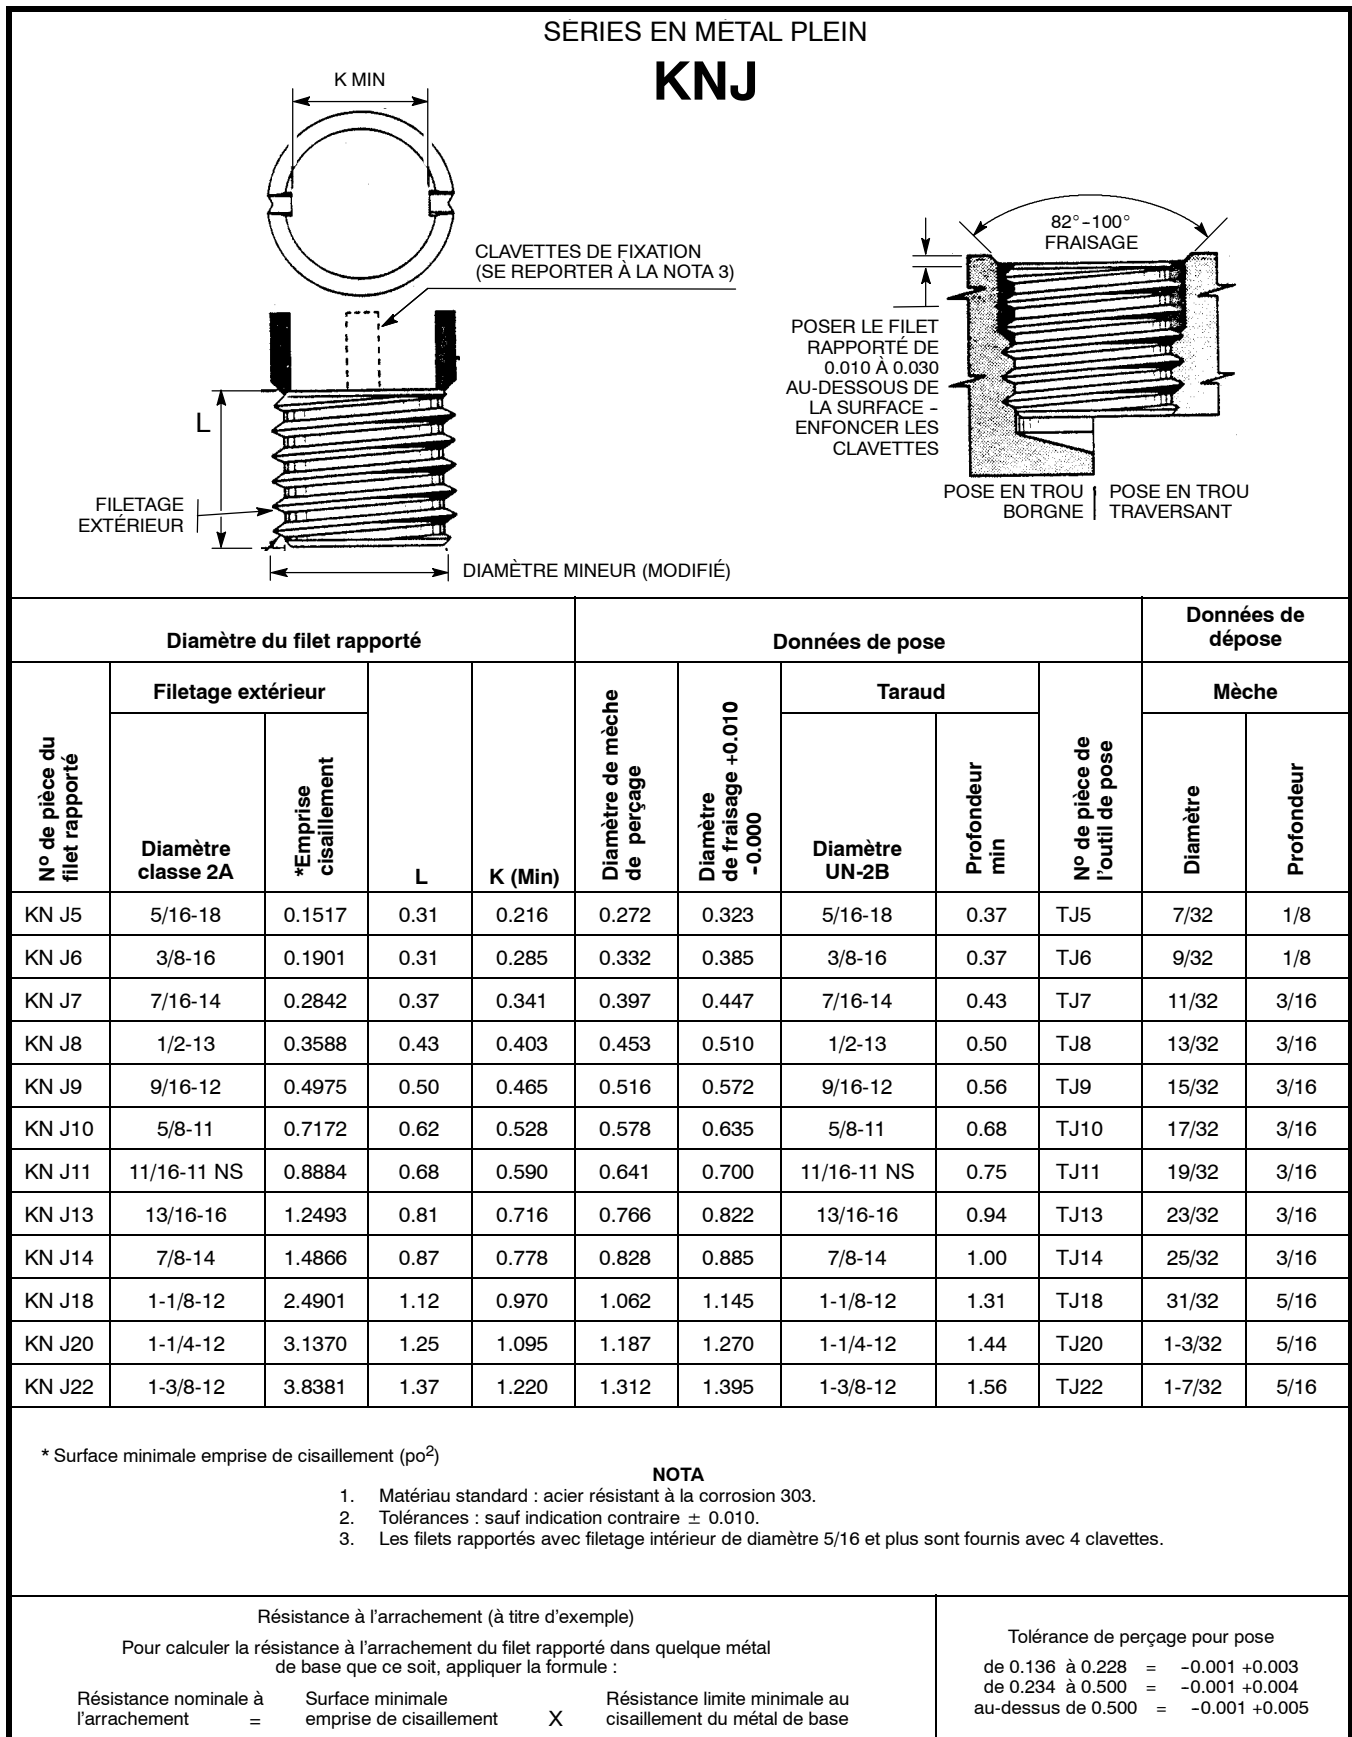 SÉRIES EN MÉTAL PLEIN
KNJ
K MIN
CLAVETTES DE FIXATION
(SE REPORTER À LA NOTA 3)
L
FILETAGE
EXTÉRIEUR
DIAMÈTRE MINEUR (MODIFIÉ)
82°-100°
FRAISAGE
POSER LE FILET
RAPPORTÉ DE
0.010 À 0.030
AU-DESSOUS DE
LA SURFACE -
ENFONCER LES
CLAVETTES
POSE EN TROU
BORGNE
POSE EN TROU
TRAVERSANT
Diamètre du filet rapporté
Données de pose
Données de
dépose
Filetage extérieur
Taraud
Mèche
Nº de pièce du
filet rapporté
Diamètre
classe 2A
*Emprise
cisaillement
L
K (Min)
Diamètre de mèche
de perçage
Diamètre
de fraisage +0.010
-0.000
Diamètre
UN-2B
Profondeur
min
Nº de pièce de
l'outil de pose
Diamètre
Profondeur
KN J5 5/16-18 0.1517 0.31 0.216 0.272 0.323 5/16-18 0.37 TJ5 7/32 1/8
KN J6 3/8-16 0.1901 0.31 0.285 0.332 0.385 3/8-16 0.37 TJ6 9/32 1/8
KN J7 7/16-14 0.2842 0.37 0.341 0.397 0.447 7/16-14 0.43 TJ7 11/32 3/16
KN J8 1/2-13 0.3588 0.43 0.403 0.453 0.510 1/2-13 0.50 TJ8 13/32 3/16
KN J9 9/16-12 0.4975 0.50 0.465 0.516 0.572 9/16-12 0.56 TJ9 15/32 3/16
KN J10 5/8-11 0.7172 0.62 0.528 0.578 0.635 5/8-11 0.68 TJ10 17/32 3/16
KN J11 11/16-11 NS 0.8884 0.68 0.590 0.641 0.700 11/16-11 NS 0.75 TJ11 19/32 3/16
KN J13 13/16-16 1.2493 0.81 0.716 0.766 0.822 13/16-16 0.94 TJ13 23/32 3/16
KN J14 7/8-14 1.4866 0.87 0.778 0.828 0.885 7/8-14 1.00 TJ14 25/32 3/16
KN J18 1-1/8-12 2.4901 1.12 0.970 1.062 1.145 1-1/8-12 1.31 TJ18 31/32 5/16
KN J20 1-1/4-12 3.1370 1.25 1.095 1.187 1.270 1-1/4-12 1.44 TJ20 1-3/32 5/16
KN J22 1-3/8-12 3.8381 1.37 1.220 1.312 1.395 1-3/8-12 1.56 TJ22 1-7/32 5/16
* Surface minimale emprise de cisaillement (po²)
NOTA
1. Matériau standard : acier résistant à la corrosion 303.
2. Tolérances : sauf indication contraire ± 0.010.
3. Les filets rapportés avec filetage intérieur de diamètre 5/16 et plus sont fournis avec 4 clavettes.
Résistance à l'arrachement (à titre d'exemple)
Pour calculer la résistance à l'arrachement du filet rapporté dans quelque métal
de base que ce soit, appliquer la formule :
Résistance nominale à Surface minimale Résistance limite minimale au
l'arrachement = emprise de cisaillement X cisaillement du métal de base
Tolérance de perçage pour pose
de 0.136 à 0.228 = -0.001 +0.003
de 0.234 à 0.500 = -0.001 +0.004
au-dessus de 0.500 = -0.001 +0.005